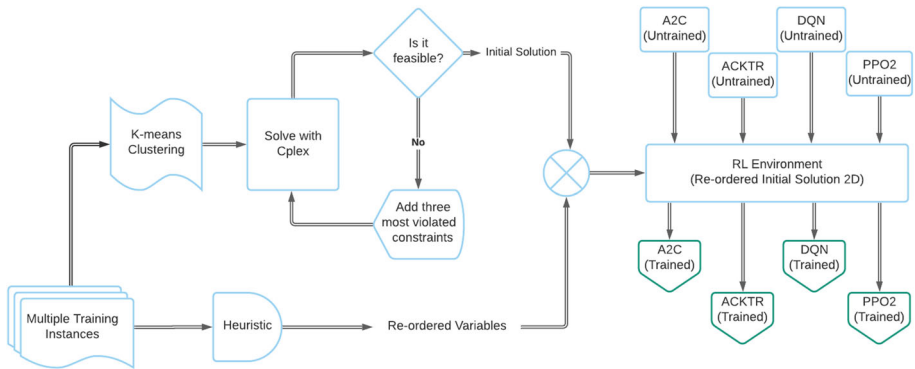 K-means
Clustering
Solve with
Cplex
Is it
feasible?
Initial Solution
No
Add three
most violated
constraints
Multiple Training
Instances
Heuristic
Re-ordered Variables
A2C
(Untrained)
ACKTR
(Untrained)
DQN
(Untrained)
PPO2
(Untrained)
RL Environment
(Re-ordered Initial Solution 2D)
A2C
(Trained)
ACKTR
(Trained)
DQN
(Trained)
PPO2
(Trained)